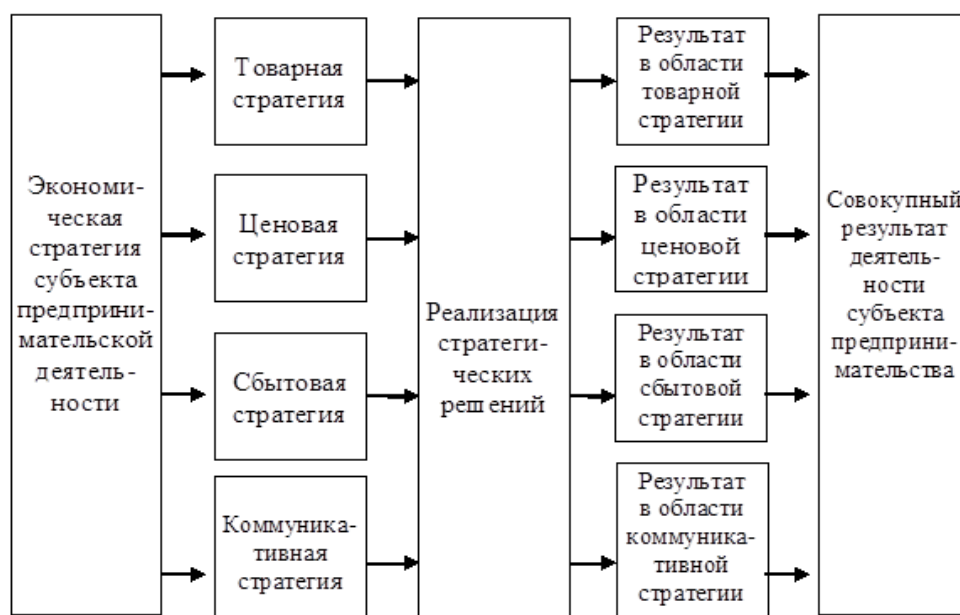 Экономи-
ческая
стратегия
субъекта
предприни-
мательской
деятель-
ности
Товарная
стратегия
Ценовая
стратегия
Сбытовая
стратегия
Коммуника-
тивная
стратегия
Реализация
стратеги-
ческих
решений
Результат
в области
товарной
стратегии
Результат
в области
ценовой
стратегии
Результат
в области
сбытовой
стратегии
Результат
в области
коммуника-
тивной
стратегии
Совокупный
результат
деятель-
ности
субъекта
предприни-
мательства